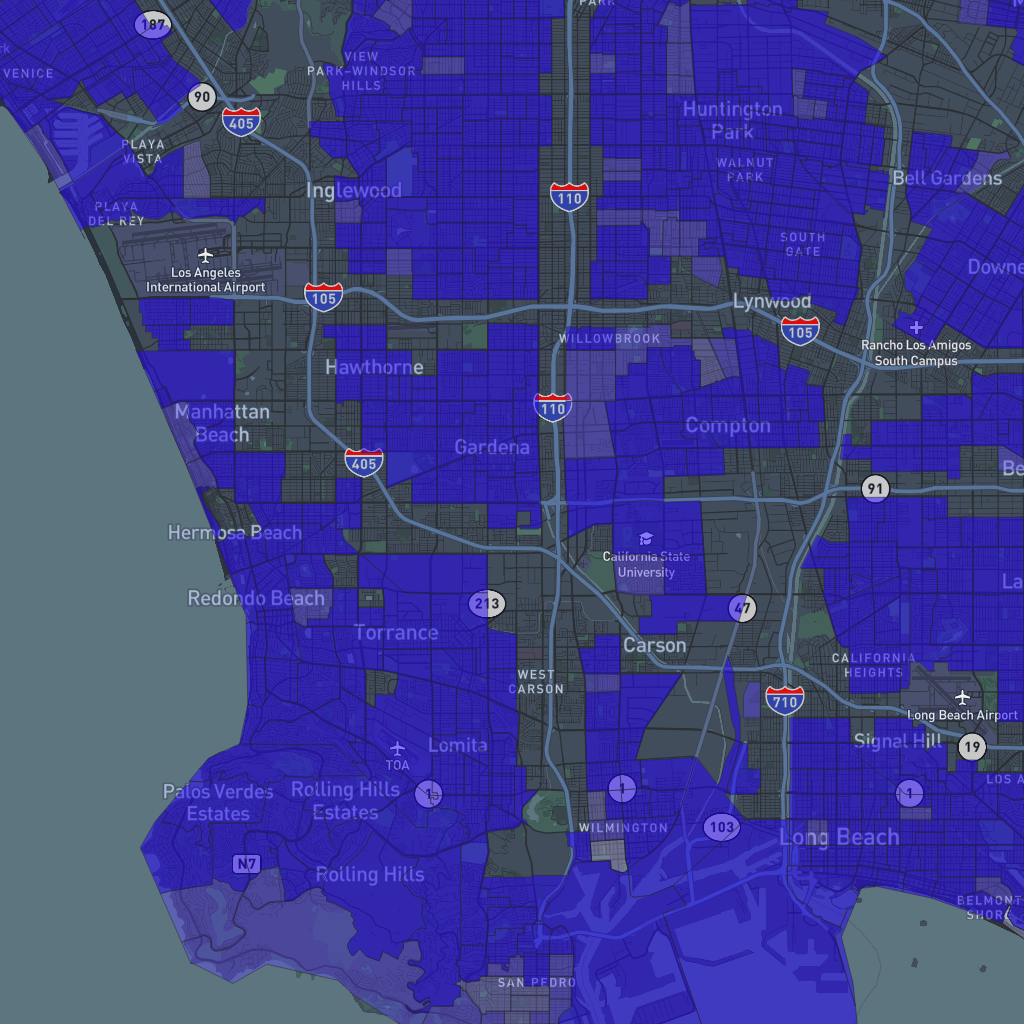 PARK
187
VENICE
VIEW
PARK-WINDSOR
HILLS
90
405
Huntington
Park
PLAYA
VISTA
WALNUT
PARK
Bell Gardens
Inglewood
110
PLAYA
DEL REY
SOUTH
GATE
Los Angeles
International Airport
Downe
105
Lynwood
105
Rancho Los Amigos
South Campus
WILLOWBROOK
Hawthorne
Manhattan
Beach
110
Compton
Gardena
405
Be
91
Hermosa Beach
California State
University
La
Redondo Beach
213
47
Torrance
Carson
CALIFORNIA
HEIGHTS
WEST
CARSON
710
Long Beach Airport
Signal Hill
19
TOA
Lomita
LOS A
Palos Verdes
Estates
Rolling Hills
Estates
1
1
1
WILMINGTON
103
Long Beach
N7
Rolling Hills
BELMONT
SHORE
SAN PEDRO